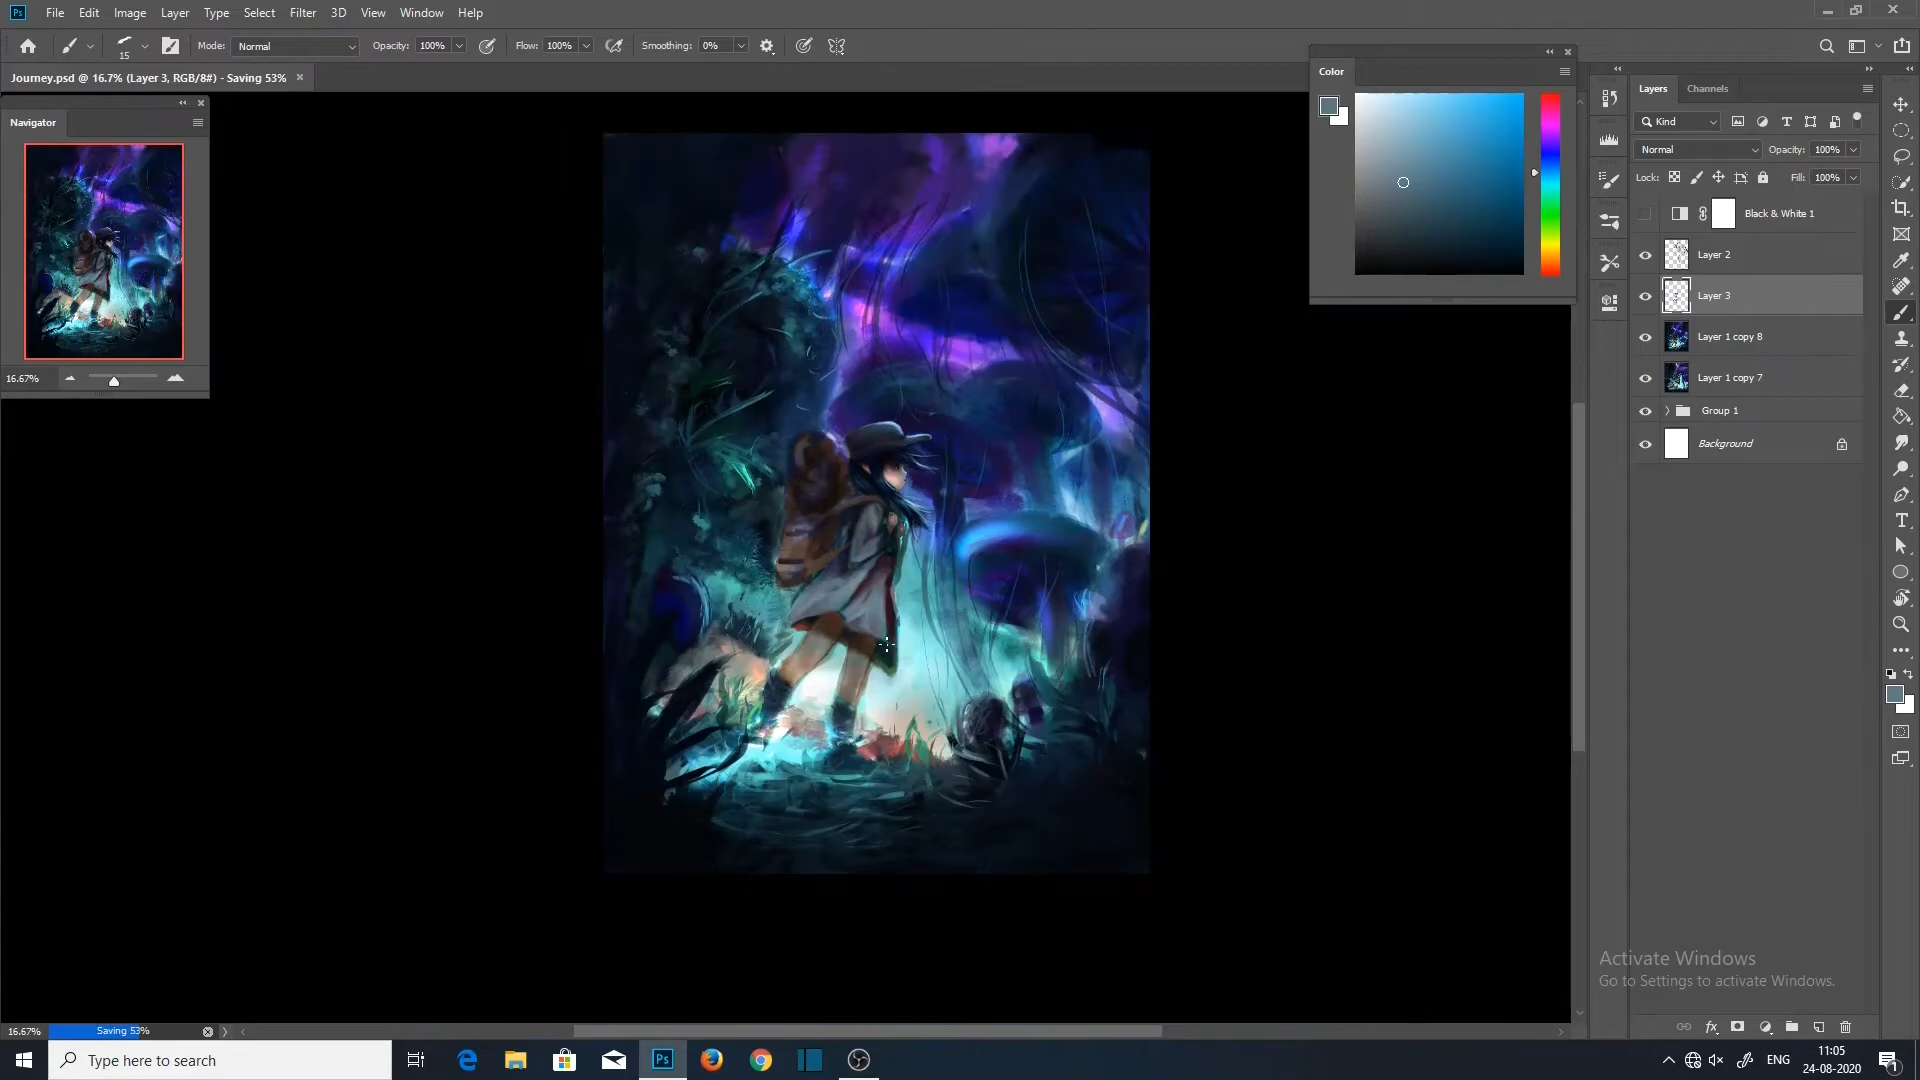 Ps File Edit Image Layer Type Select Filter 3D View Window Help
15 Mode: Normal Opacity: 100% Flow: 100% Smoothing: 0%
Journey.psd @ 16.7% (Layer 3, RGB/8#) - Saving 53% ×
Navigator
16.67%
Color
Layers Channels
Kind
Normal Opacity: 100%
Lock: Fill: 100%
Black & White 1
Layer 2
Layer 3
Layer 1 copy 8
Layer 1 copy 7
Group 1
Background
Activate Windows
Go to Settings to activate Windows.
16.67% Saving 53%
Type here to search
Ps
ENG
11:05
24-08-2020
1